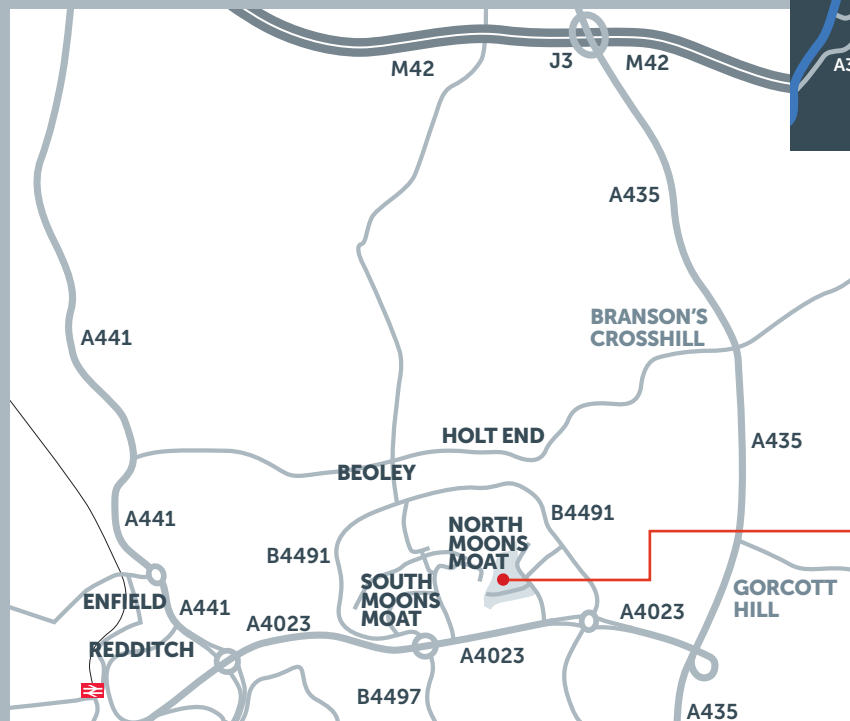 M42
J3
M42
A3
A435
BRANSON'S
CROSSHILL
A441
HOLT END
A435
BEOLEY
A441
B4491
NORTH
MOONS
MOAT
B4491
SOUTH
MOONS
MOAT
GORCOTT
HILL
ENFIELD
A441
A4023
A4023
REDDITCH
A4023
B4497
A435